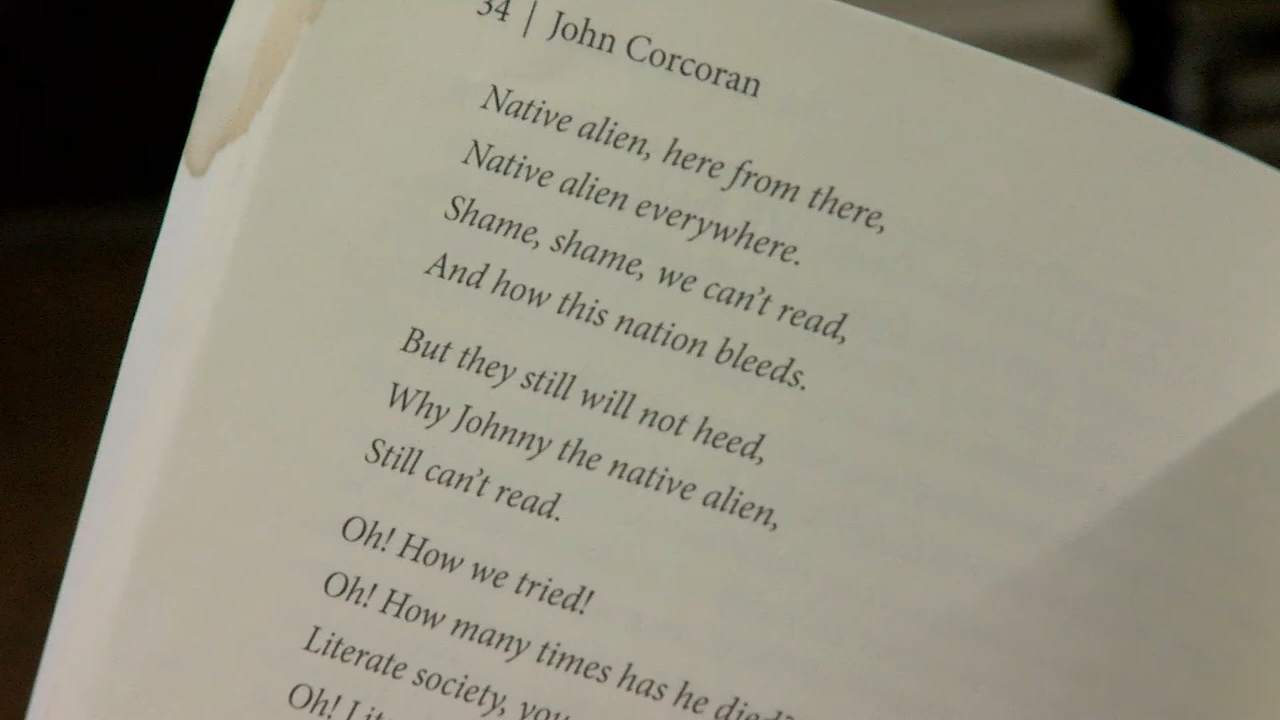 34 | John Corcoran
Native alien, here from there,
Native alien everywhere.
Shame, shame, we can't read,
And how this nation bleeds.
But they still will not heed,
Why Johnny the native alien,
Still can't read.
Oh! How we tried!
Oh! How many times has he died?
Literate society, you
Oh!